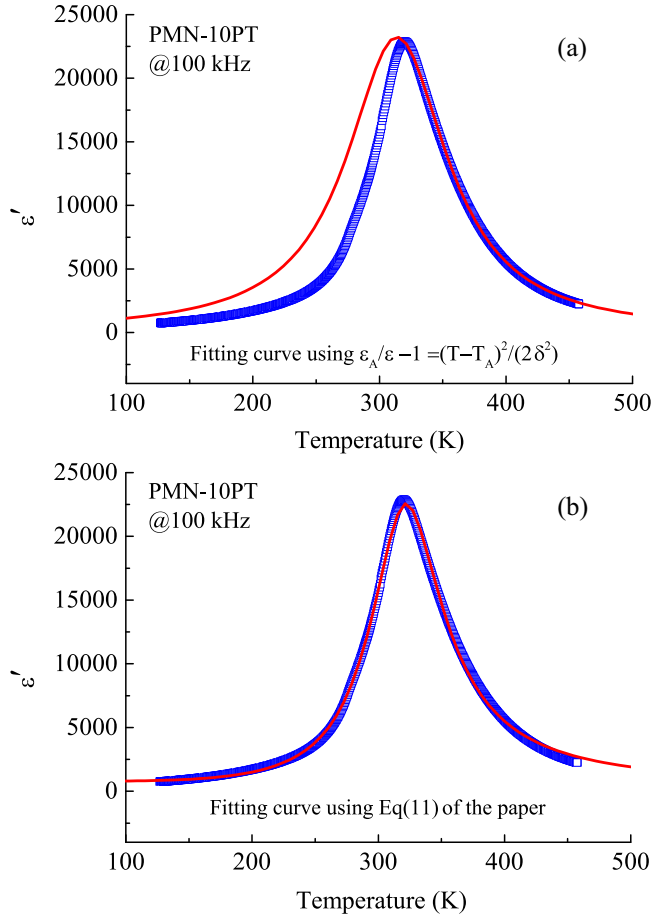 25000
20000
15000
10000
5000
0
ε′
PMN-10PT
@100 kHz
(a)
Fitting curve using ε_A/ε −1 =(T−T_A)²/(2δ²)
100 200 300 400 500
Temperature (K)
25000
20000
15000
10000
5000
0
ε′
PMN-10PT
@100 kHz
(b)
Fitting curve using Eq(11) of the paper
100 200 300 400 500
Temperature (K)